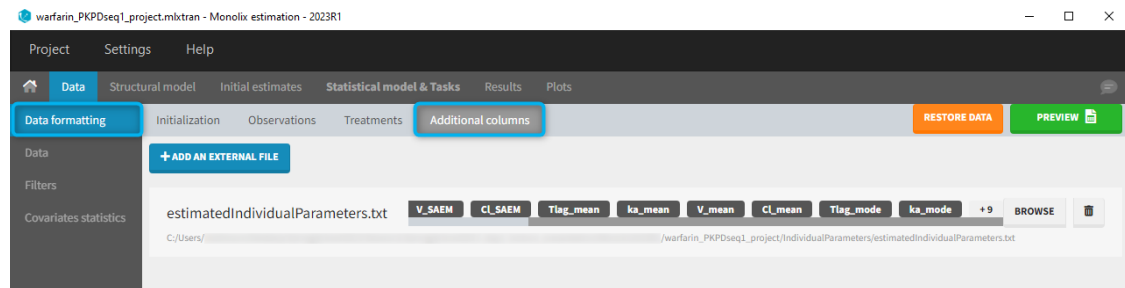 warfarin_PKPDseq1_project.mlxtran - Monolix estimation - 2023R1
Project Settings Help
Data Structural model Initial estimates Statistical model & Tasks Results Plots
Data formatting Initialization Observations Treatments Additional columns RESTORE DATA PREVIEW
Data
+ ADD AN EXTERNAL FILE
Filters
Covariates statistics
estimatedIndividualParameters.txt V_SAEM Cl_SAEM Tlag_mean ka_mean V_mean Cl_mean Tlag_mode ka_mode +9 BROWSE
C:/Users/ /warfarin_PKPDseq1_project/IndividualParameters/estimatedIndividualParameters.txt